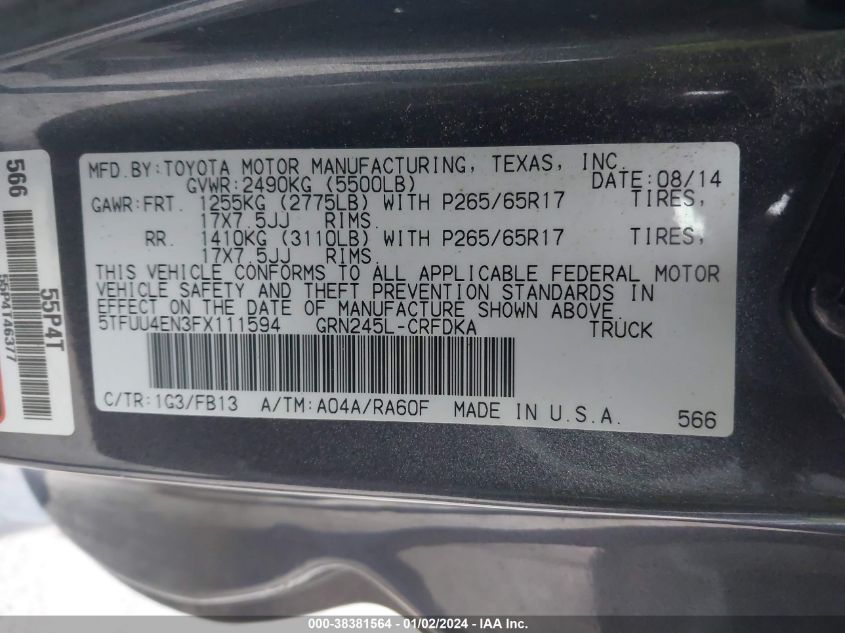 MFD.BY:TOYOTA MOTOR MANUFACTURING, TEXAS, INC.
GVWR:2490KG (5500LB) DATE:08/14
GAWR:FRT. 1255KG (2775LB) WITH P265/65R17 TIRES,
17X7.5JJ RIMS.
RR. 1410KG (3110LB) WITH P265/65R17 TIRES,
17X7.5JJ RIMS.
THIS VEHICLE CONFORMS TO ALL APPLICABLE FEDERAL MOTOR
VEHICLE SAFETY AND THEFT PREVENTION STANDARDS IN
EFFECT ON THE DATE OF MANUFACTURE SHOWN ABOVE.
5TFUU4EN3FX111594 GRN245L-CRFDKA TRUCK
C/TR:1G3/FB13 A/TM:A04A/RA60F MADE IN U.S.A. 566
566
55P4T
55P4T46377
000-38381564 - 01/02/2024 - IAAI.com